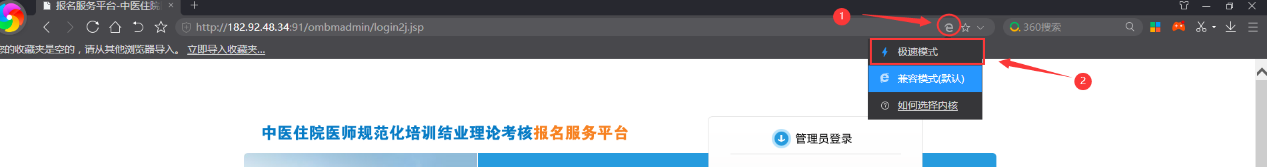 报名服务平台-中医住院
http://182.92.48.34:91/ombmadmin/login2j.jsp
1
360搜索
您的收藏夹是空的，请从其他浏览器导入。 立即导入收藏夹...
极速模式
2
兼容模式(默认)
如何选择内核
中医住院医师规范化培训结业理论考核报名服务平台
管理员登录